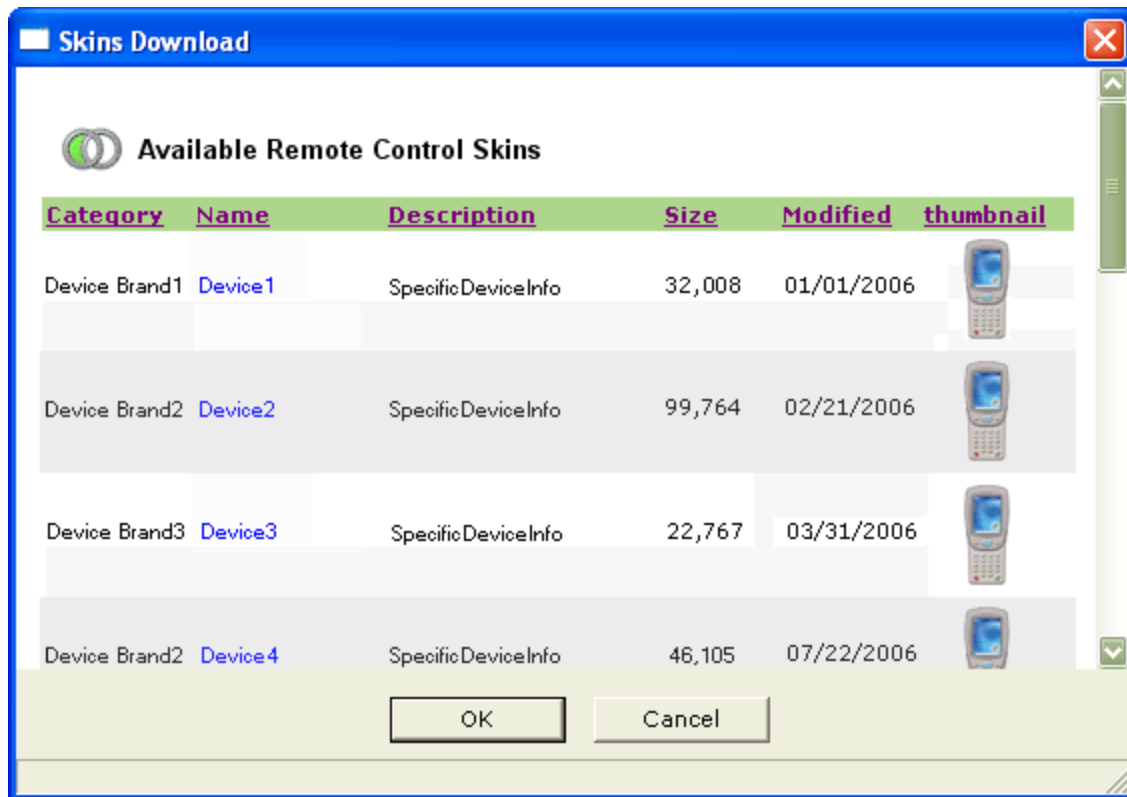 Skins Download
Available Remote Control Skins
Category Name Description Size Modified thumbnail
Device Brand1 Device1 SpecificDeviceInfo 32,008 01/01/2006
Device Brand2 Device2 SpecificDeviceInfo 99,764 02/21/2006
Device Brand3 Device3 SpecificDeviceInfo 22,767 03/31/2006
Device Brand2 Device4 SpecificDeviceInfo 46,105 07/22/2006
OK Cancel